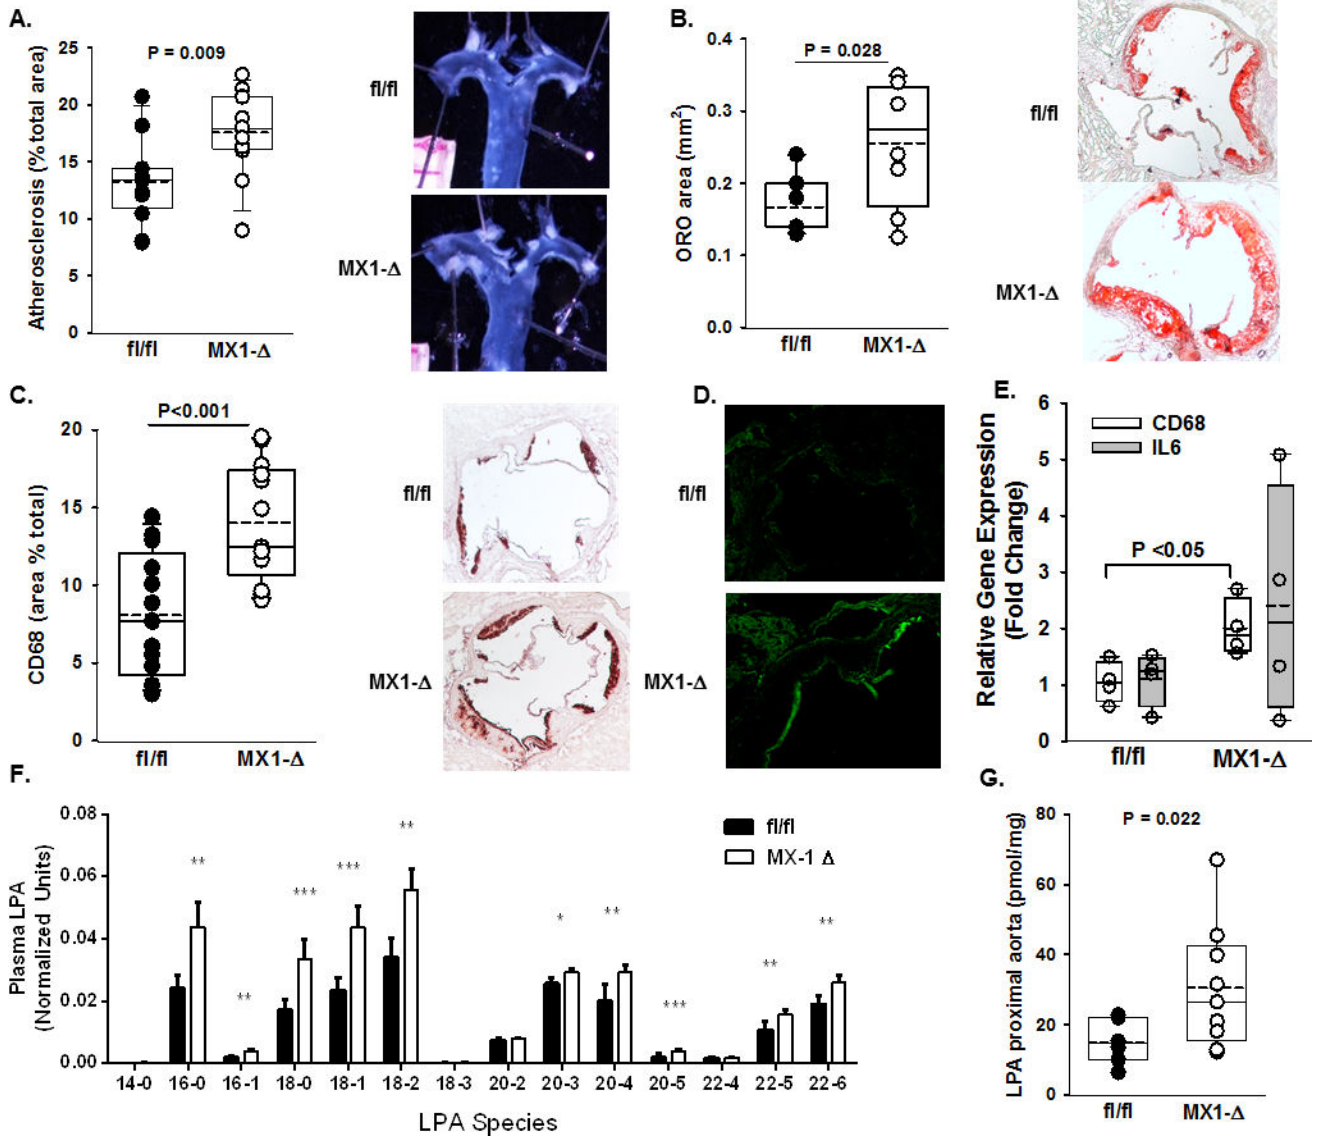 A.
Atherosclerosis (% total area)
25
20
15
10
5
0
P = 0.009
fl/fl
MX1-Δ
fl/fl
MX1-Δ
B.
ORO area (mm²)
0.4
0.3
0.2
0.1
0.0
P = 0.028
fl/fl
MX1-Δ
fl/fl
MX1-Δ
C.
CD68 (area % total)
20
15
10
5
0
P<0.001
fl/fl
MX1-Δ
fl/fl
MX1-Δ
D.
fl/fl
MX1-Δ
E.
Relative Gene Expression
(Fold Change)
6
5
4
3
2
1
0
CD68
IL6
P <0.05
fl/fl
MX1-Δ
F.
Plasma LPA
(Normalized Units)
0.08
0.06
0.04
0.02
0.00
** ** *** *** ** * ** *** ** **
fl/fl
MX-1 Δ
14-0 16-0 16-1 18-0 18-1 18-2 18-3 20-2 20-3 20-4 20-5 22-4 22-5 22-6
LPA Species
G.
LPA proximal aorta (pmol/mg)
80
60
40
20
0
P = 0.022
fl/fl
MX1-Δ